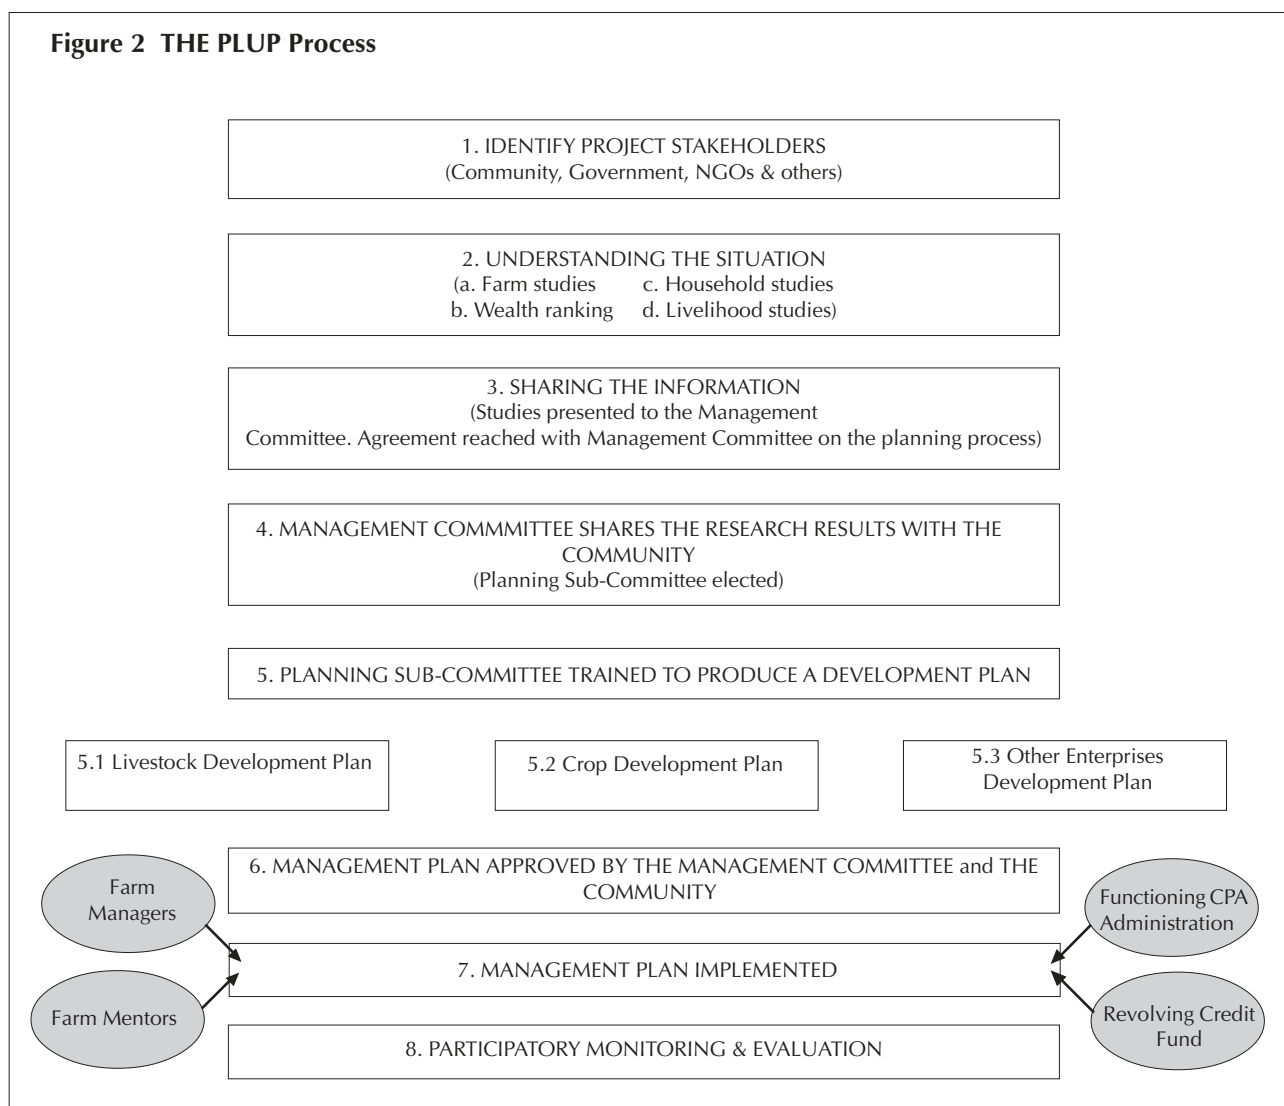 Figure 2 THE PLUP Process
1. IDENTIFY PROJECT STAKEHOLDERS
(Community, Government, NGOs & others)
2. UNDERSTANDING THE SITUATION
(a. Farm studies c. Household studies
b. Wealth ranking d. Livelihood studies)
3. SHARING THE INFORMATION
(Studies presented to the Management
Committee. Agreement reached with Management Committee on the planning process)
4. MANAGEMENT COMMMITTEE SHARES THE RESEARCH RESULTS WITH THE
COMMUNITY
(Planning Sub-Committee elected)
5. PLANNING SUB-COMMITTEE TRAINED TO PRODUCE A DEVELOPMENT PLAN
5.1 Livestock Development Plan
5.2 Crop Development Plan
5.3 Other Enterprises
Development Plan
6. MANAGEMENT PLAN APPROVED BY THE MANAGEMENT COMMITTEE and THE
COMMUNITY
Farm
Managers
Functioning CPA
Administration
7. MANAGEMENT PLAN IMPLEMENTED
Farm Mentors
Revolving Credit
Fund
8. PARTICIPATORY MONITORING & EVALUATION